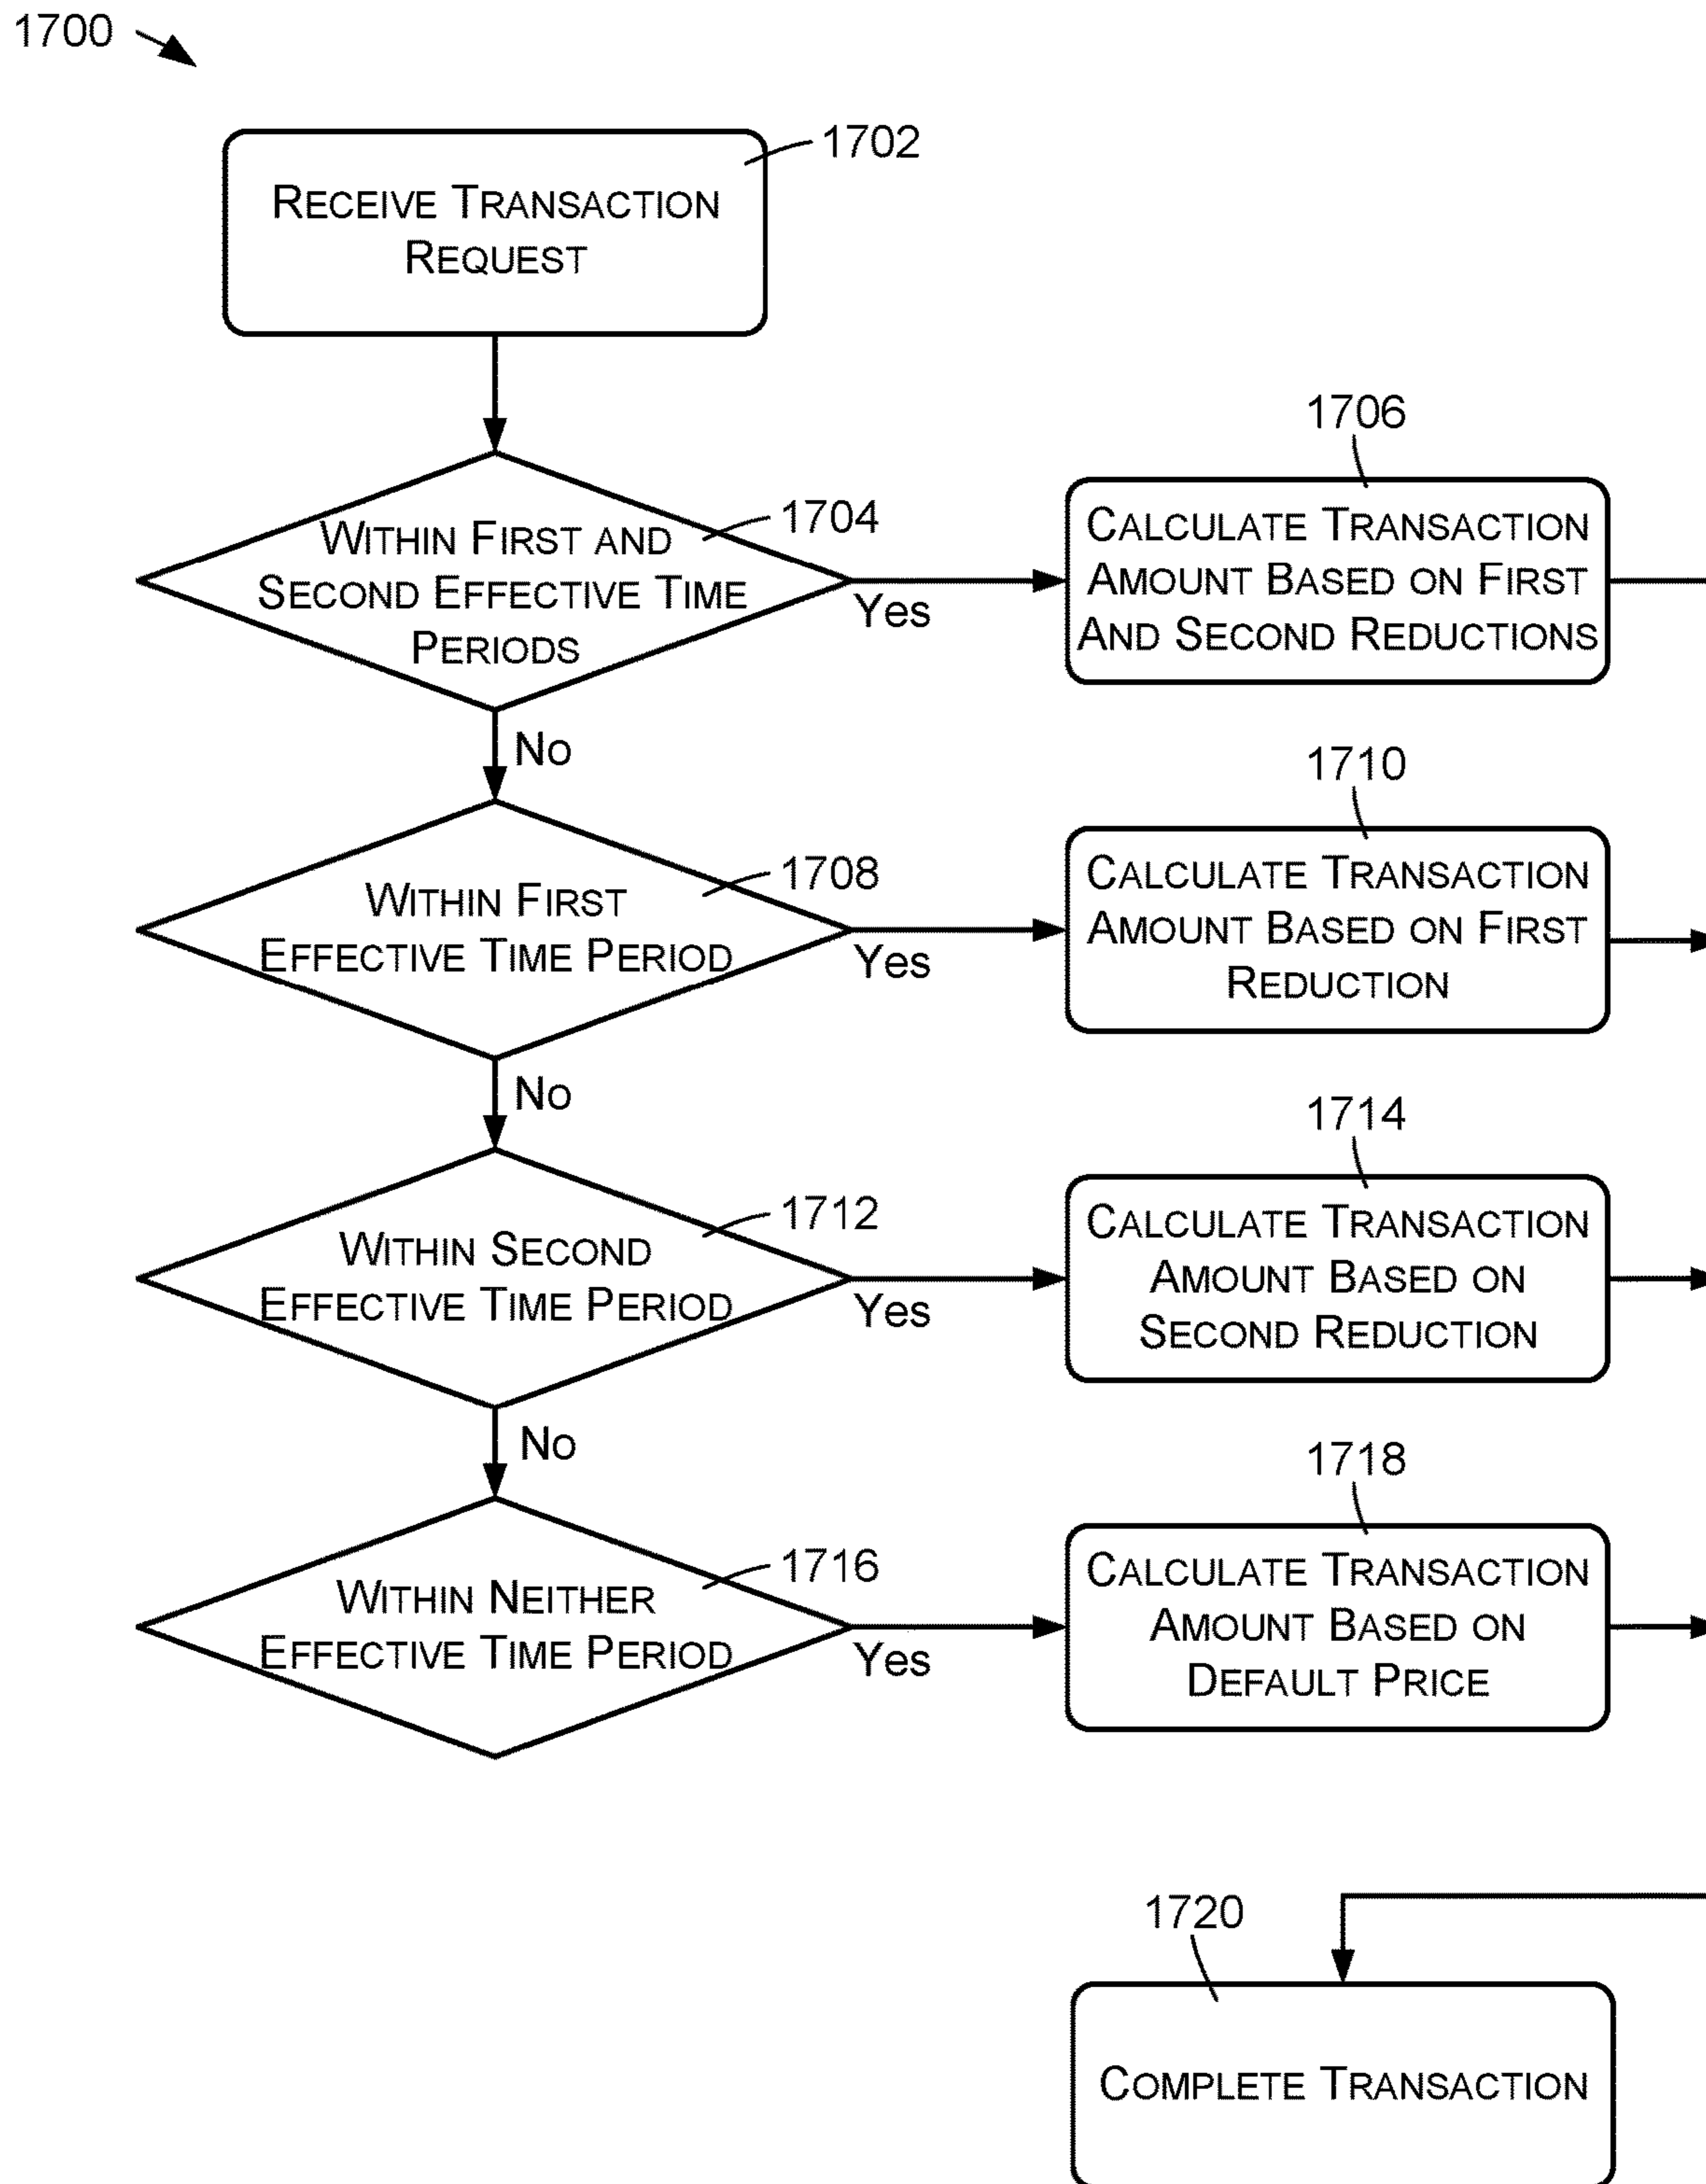 1700
1702
RECEIVE TRANSACTION
REQUEST
1704
WITHIN FIRST AND
SECOND EFFECTIVE TIME
PERIODS
Yes
1706
CALCULATE TRANSACTION
AMOUNT BASED ON FIRST
AND SECOND REDUCTIONS
No
1708
WITHIN FIRST
EFFECTIVE TIME PERIOD
Yes
1710
CALCULATE TRANSACTION
AMOUNT BASED ON FIRST
REDUCTION
No
1712
WITHIN SECOND
EFFECTIVE TIME PERIOD
Yes
1714
CALCULATE TRANSACTION
AMOUNT BASED ON
SECOND REDUCTION
No
1716
WITHIN NEITHER
EFFECTIVE TIME PERIOD
Yes
1718
CALCULATE TRANSACTION
AMOUNT BASED ON
DEFAULT PRICE
1720
COMPLETE TRANSACTION